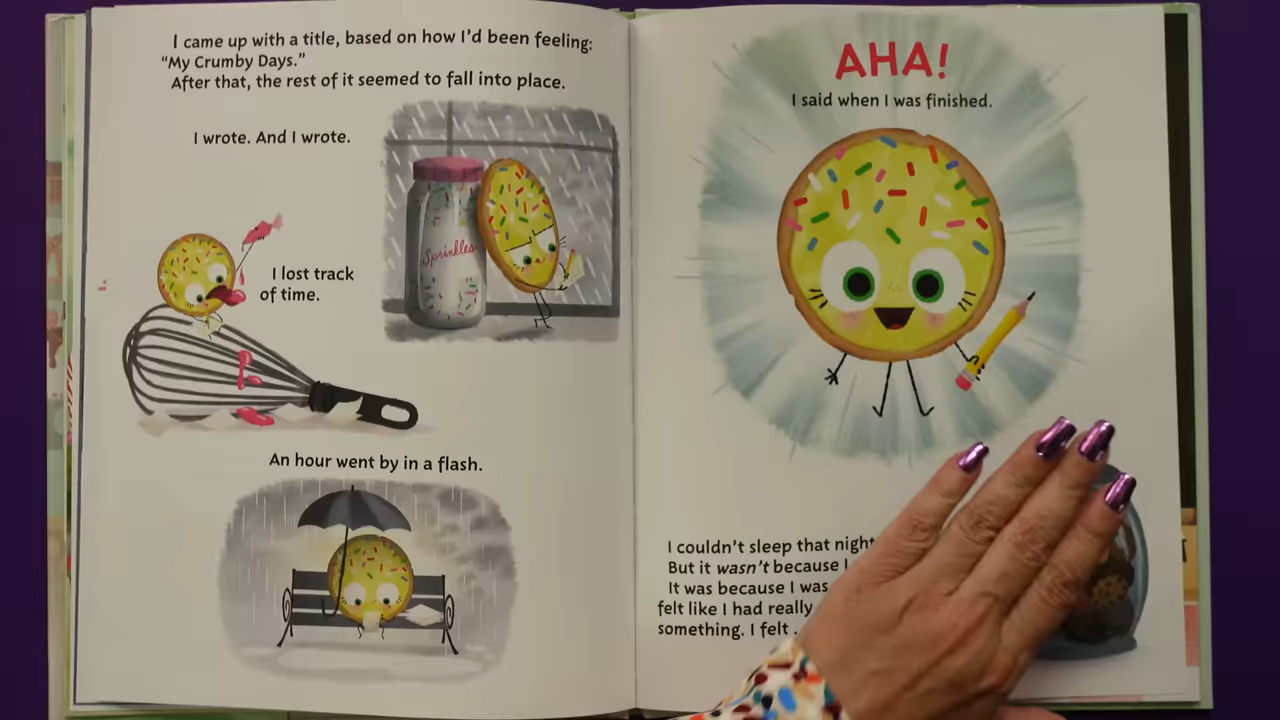 I came up with a title, based on how I'd been feeling:
“My Crumby Days.”
After that, the rest of it seemed to fall into place.
I wrote. And I wrote.
Sprinkles
I lost track
of time.
An hour went by in a flash.
AHA!
I said when I was finished.
I couldn't sleep that night
But it wasn't because I
It was because I was
felt like I had really
something. I felt .